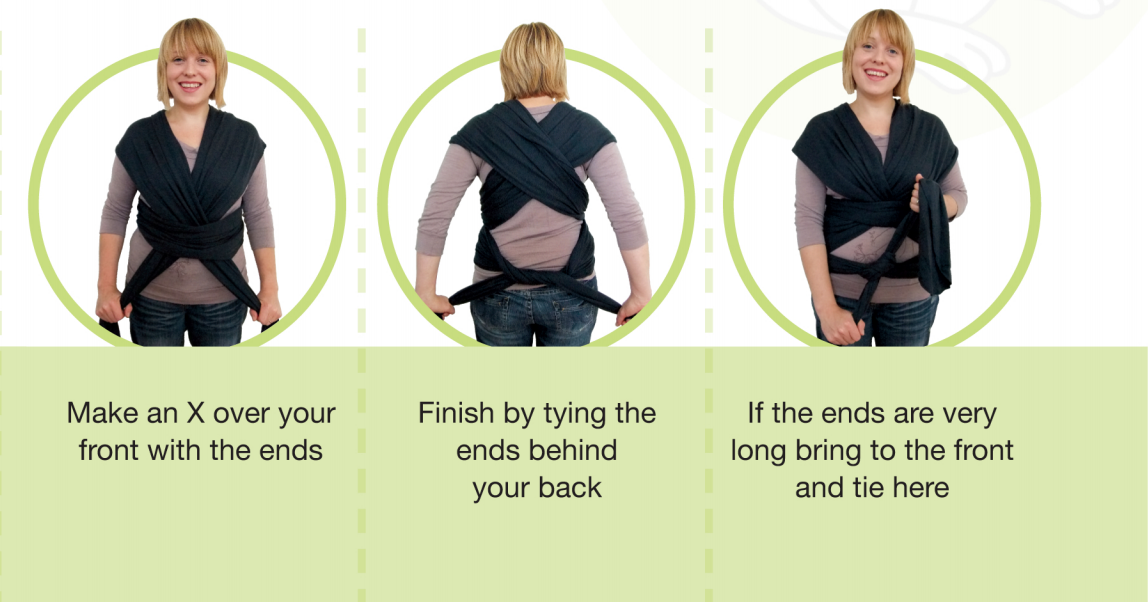 Make an X over your
front with the ends
Finish by tying the
ends behind
your back
If the ends are very
long bring to the front
and tie here